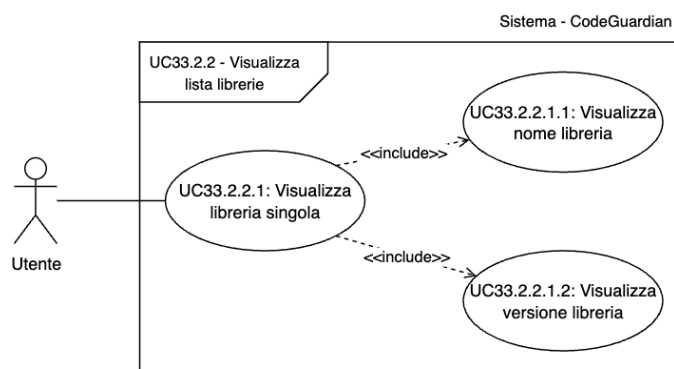 Sistema - CodeGuardian
UC33.2.2 - Visualizza
lista librerie
UC33.2.2.1.1: Visualizza
nome libreria
<<include>>
UC33.2.2.1: Visualizza
libreria singola
<<include>>
Utente
UC33.2.2.1.2: Visualizza
versione libreria